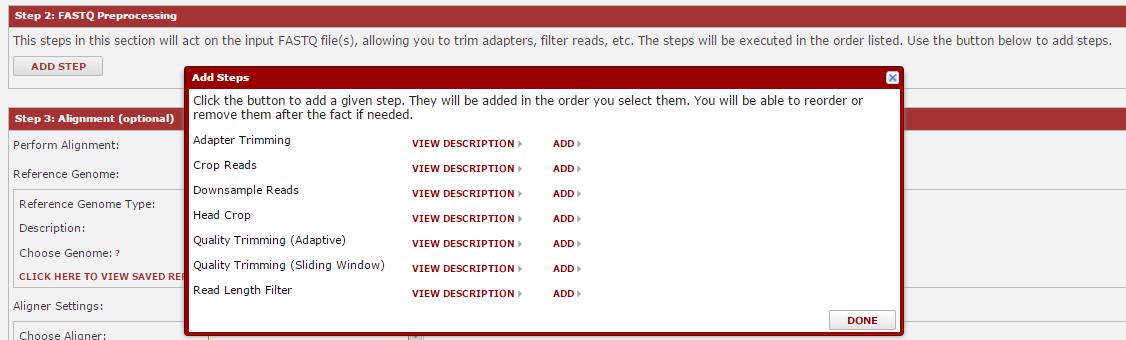 Step 2: FASTQ Preprocessing
This steps in this section will act on the input FASTQ file(s), allowing you to trim adapters, filter reads, etc. The steps will be executed in the order listed. Use the button below to add steps.
ADD STEP
Add Steps
Click the button to add a given step. They will be added in the order you select them. You will be able to reorder or
remove them after the fact if needed.
Adapter Trimming VIEW DESCRIPTION ADD
Crop Reads VIEW DESCRIPTION ADD
Downsample Reads VIEW DESCRIPTION ADD
Head Crop VIEW DESCRIPTION ADD
Quality Trimming (Adaptive) VIEW DESCRIPTION ADD
Quality Trimming (Sliding Window) VIEW DESCRIPTION ADD
Read Length Filter VIEW DESCRIPTION ADD
DONE
Step 3: Alignment (optional)
Perform Alignment:
Reference Genome:
Reference Genome Type:
Description:
Choose Genome: ?
CLICK HERE TO VIEW SAVED
Aligner Settings:
Choose Aligner: